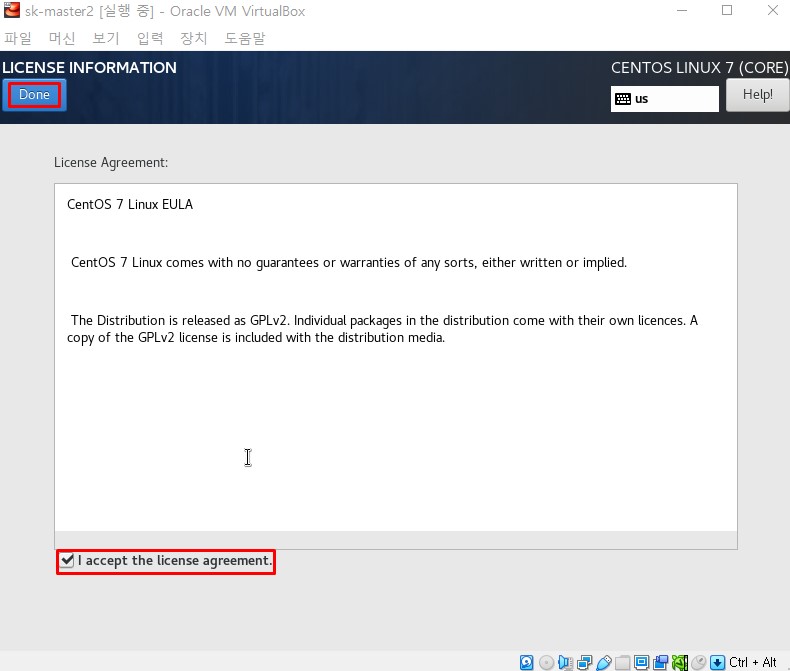 sk-master2 [실행 중] - Oracle VM VirtualBox
파일 머신 보기 입력 장치 도움말
LICENSE INFORMATION
CENTOS LINUX 7 (CORE)
Done
us
Help!
License Agreement:
CentOS 7 Linux EULA
CentOS 7 Linux comes with no guarantees or warranties of any sorts, either written or implied.
The Distribution is released as GPLv2. Individual packages in the distribution come with their own licences. A
copy of the GPLv2 license is included with the distribution media.
I accept the license agreement.
Ctrl + Alt